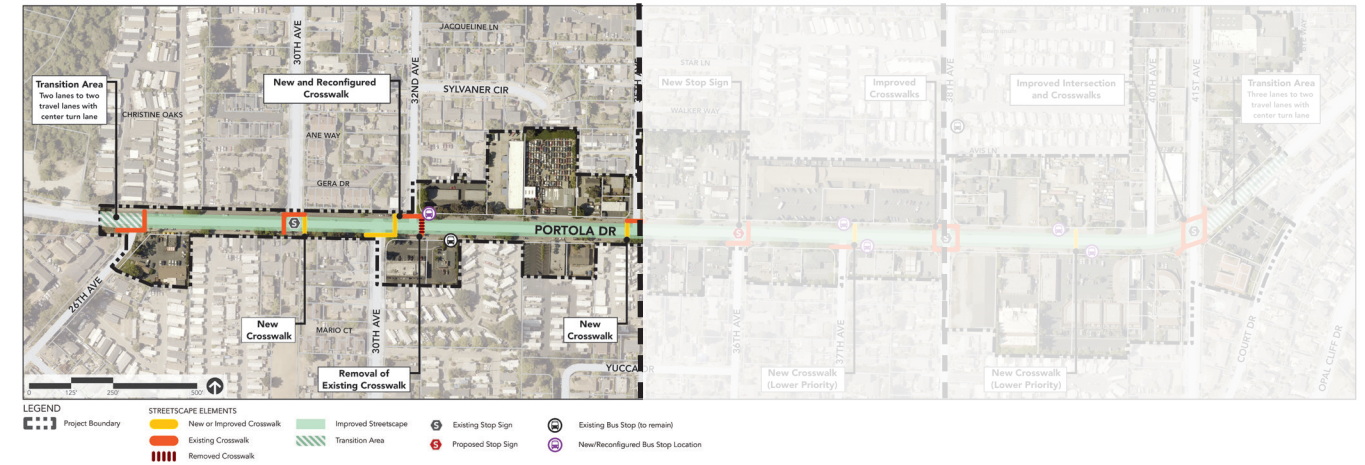 JACQUELINE LN
30TH AVE
32ND AVE
STAR LN
38TH AVE
40TH AVE
41ST AVE
Transition Area
Two lanes to two
travel lanes with
center turn lane
New and Reconfigured
Crosswalk
SYLVANER CIR
New Stop Sign
Improved
Crosswalks
Improved Intersection
and Crosswalks
Transition Area
Three lanes to two
travel lanes with
center turn lane
CHRISTINE OAKS
WALKER WAY
ANE WAY
AVIS LN
GERA DR
S
PORTOLA DR
S
S
S
26TH AVE
New
Crosswalk
MARIO CT
30TH AVE
New
Crosswalk
36TH AVE
37TH AVE
COURT DR
OPAL CLIFF DR
Removal of
Existing Crosswalk
YUCCA DR
New Crosswalk
(Lower Priority)
New Crosswalk
(Lower Priority)
0 125' 250' 500'
LEGEND
Project Boundary
STREETSCAPE ELEMENTS
New or Improved Crosswalk
Existing Crosswalk
Removed Crosswalk
Improved Streetscape
Transition Area
S Existing Stop Sign
S Proposed Stop Sign
Existing Bus Stop (to remain)
New/Reconfigured Bus Stop Location